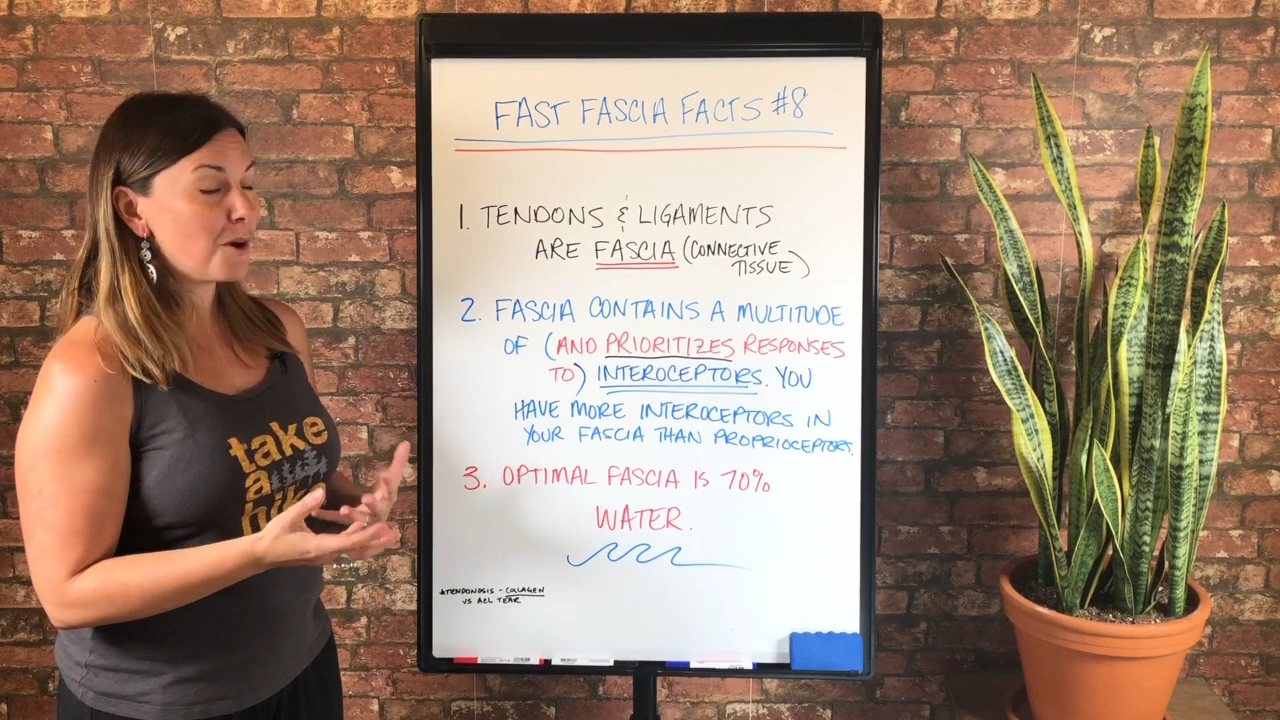 FAST FASCIA FACTS #8
1. TENDONS & LIGAMENTS
ARE FASCIA (CONNECTIVE
TISSUE)
2. FASCIA CONTAINS A MULTITUDE
OF (AND PRIORITIZES RESPONSES
TO) INTEROCEPTORS. YOU
HAVE MORE INTEROCEPTORS IN
YOUR FASCIA THAN PROPRIOCEPTORS.
3. OPTIMAL FASCIA IS 70%
WATER.
*TENDONOSIS - COLLAGEN
VS ACL TEAR
take
a
hike